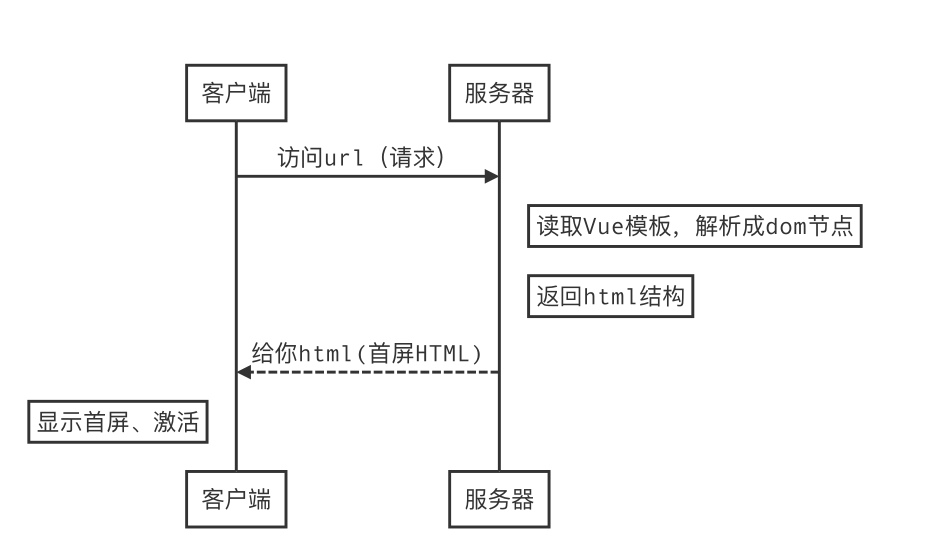 客户端
服务器
访问url（请求）
读取Vue模板，解析成dom节点
返回html结构
给你html(首屏HTML)
显示首屏、激活
客户端
服务器